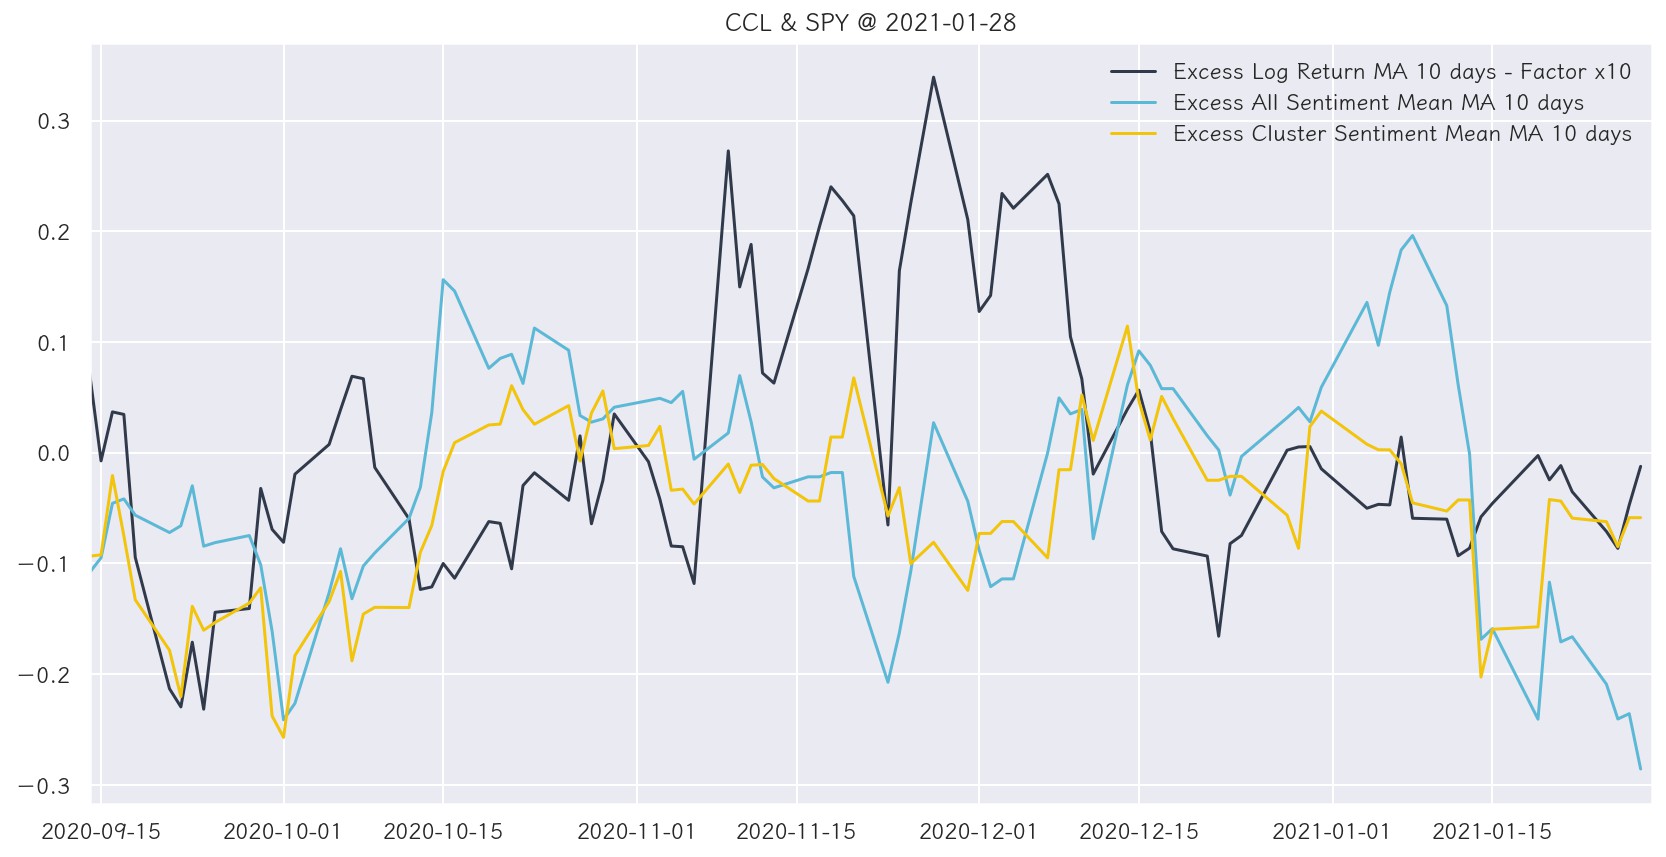 CCL & SPY @ 2021-01-28
Excess Log Return MA 10 days - Factor x10
Excess All Sentiment Mean MA 10 days
Excess Cluster Sentiment Mean MA 10 days
0.3
0.2
0.1
0.0
−0.1
−0.2
−0.3
2020-09-15 2020-10-01 2020-10-15 2020-11-01 2020-11-15 2020-12-01 2020-12-15 2021-01-01 2021-01-15